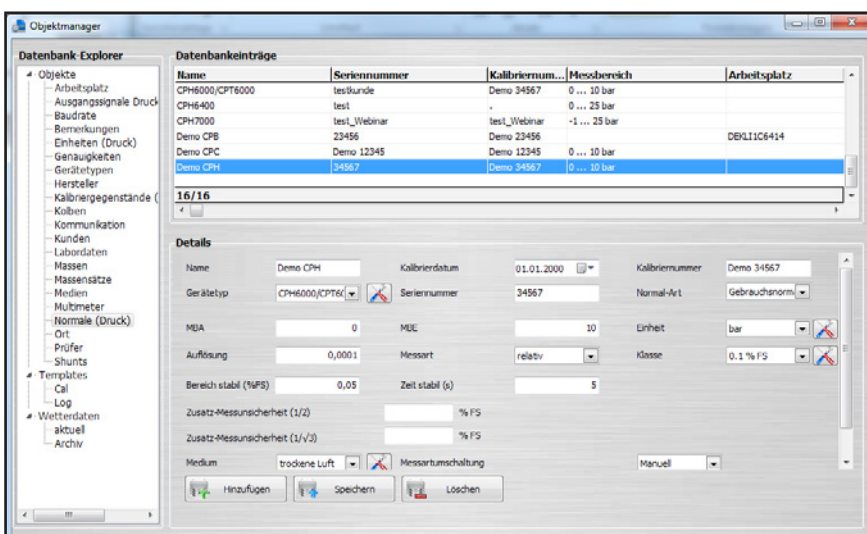 Objektmanager
Datenbank-Explorer
Objekte
Arbeitsplatz
Ausgangssignale Druck
Baudrate
Bemerkungen
Einheiten (Druck)
Genauigkeiten
Gerätetypen
Hersteller
Kalibriergegenstände (
Kolben
Kommunikation
Kunden
Labordaten
Massen
Massensätze
Medien
Multimeter
Normale (Druck)
Ort
Prüfer
Shunts
Templates
Cal
Log
Wetterdaten
aktuell
Archiv
Datenbankeinträge
Name Seriennummer Kalibriernum... Messbereich Arbeitsplatz
CPH6000/CPT6000 testkunde Demo 34567 0 ... 10 bar
CPH6400 test . 0 ... 25 bar
CPH7000 test_Webinar test_Webinar -1 ... 25 bar
Demo CPB 23456 Demo 23456 DEKLI1C6414
Demo CPC Demo 12345 Demo 12345 0 ... 10 bar
Demo CPH 34567 Demo 34567 0 ... 10 bar
16/16
Details
Name Demo CPH Kalibrierdatum 01.01.2000 Kalibriernummer Demo 34567
Gerätetyp CPH6000/CPT6( Seriennummer 34567 Normal-Art Gebrauchsnorm
MBA 0 MBE 10 Einheit bar
Auflösung 0,0001 Messart relativ Klasse 0.1 % FS
Bereich stabil (%FS) 0,05 Zeit stabil (s) 5
Zusatz-Messunsicherheit (1/2) % FS
Zusatz-Messunsicherheit (1/√3) % FS
Medium trockene Luft Messartumschaltung Manuell
Hinzufügen Speichern Löschen